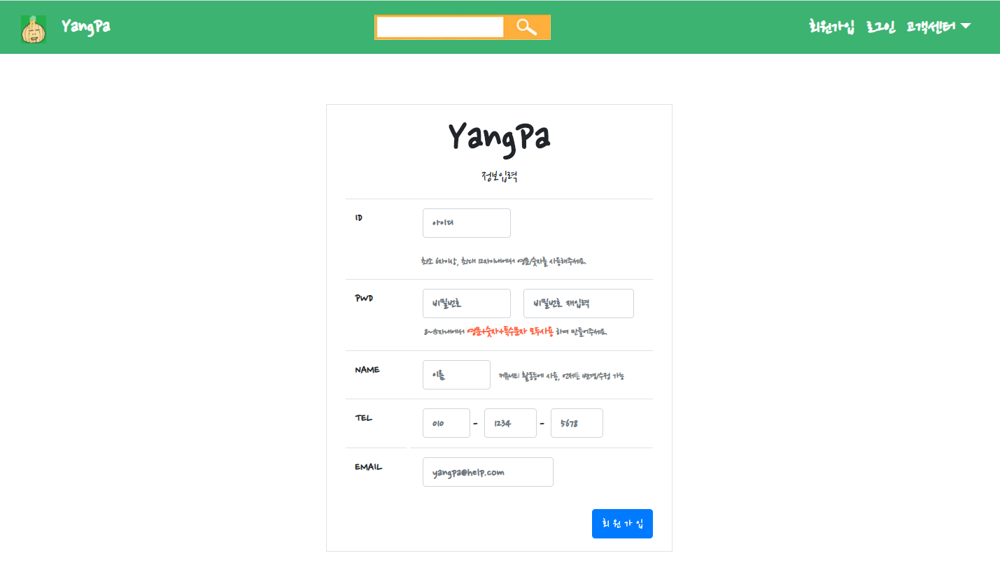 YangPa
회원가입 로그인 고객센터
YangPa
정보입력
ID
아이디
최소 6자이상, 최대 12자이내에서 영문/숫자를 사용해주세요.
PWD
비밀번호 비밀번호 재입력
8~15자내에서 영문+숫자+특수문자 모두사용 하여 만들어주세요.
NAME
이름 커뮤니티 활동등에 사용, 언제든 변경/수정 가능
TEL
010 - 1234 - 5678
EMAIL
yangpa@help.com
회 원 가 입